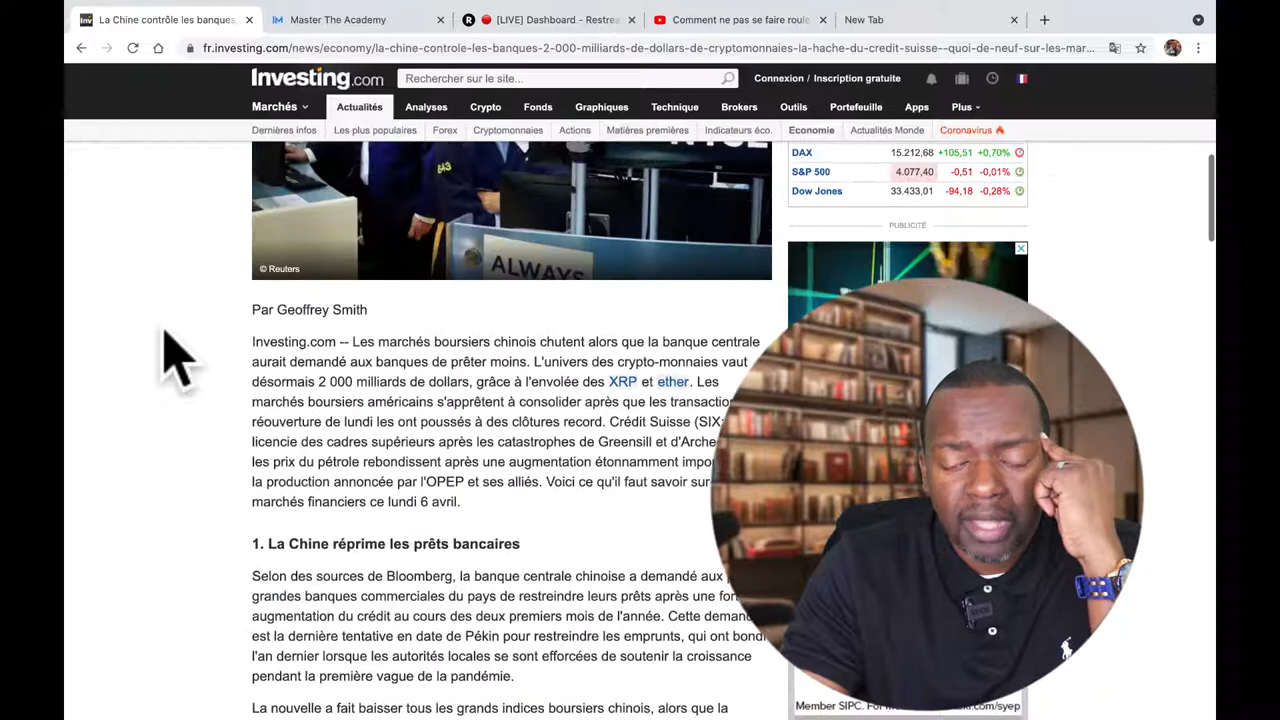 La Chine contrôle les banques,
Master The Academy
[LIVE] Dashboard - Restrea
Comment ne pas se faire roule
New Tab
fr.investing.com/news/economy/la-chine-controle-les-banques-2-000-milliards-de-dollars-de-cryptomonnaies-la-hache-du-credit-suisse--quoi-de-neuf-sur-les-mar...
Investing.com
Rechercher sur le site...
Connexion / Inscription gratuite
Marchés
Actualités
Analyses
Crypto
Fonds
Graphiques
Technique
Brokers
Outils
Portefeuille
Apps
Plus
Dernières infos
Les plus populaires
Forex
Cryptomonnaies
Actions
Matières premières
Indicateurs éco.
Economie
Actualités Monde
Coronavirus
DAX 15.212,68 +105,51 +0,70%
S&P 500 4.077,40 -0,51 -0,01%
Dow Jones 33.433,01 -94,18 -0,28%
PUBLICITÉ
ALWAYS
© Reuters
Par Geoffrey Smith
Investing.com -- Les marchés boursiers chinois chutent alors que la banque centrale
aurait demandé aux banques de prêter moins. L'univers des crypto-monnaies vaut
désormais 2 000 milliards de dollars, grâce à l'envolée des XRP et ether. Les
marchés boursiers américains s'apprêtent à consolider après que les transaction
réouverture de lundi les ont poussés à des clôtures record. Crédit Suisse (SIX:
licencie des cadres supérieurs après les catastrophes de Greensill et d'Arche
les prix du pétrole rebondissent après une augmentation étonnamment impo
la production annoncée par l'OPEP et ses alliés. Voici ce qu'il faut savoir sur
marchés financiers ce lundi 6 avril.
1. La Chine réprime les prêts bancaires
Selon des sources de Bloomberg, la banque centrale chinoise a demandé aux
grandes banques commerciales du pays de restreindre leurs prêts après une for
augmentation du crédit au cours des deux premiers mois de l'année. Cette deman
est la dernière tentative en date de Pékin pour restreindre les emprunts, qui ont bondi
l'an dernier lorsque les autorités locales se sont efforcées de soutenir la croissance
pendant la première vague de la pandémie.
La nouvelle a fait baisser tous les grands indices boursiers chinois, alors que la
Member SIPC. For
com/syep